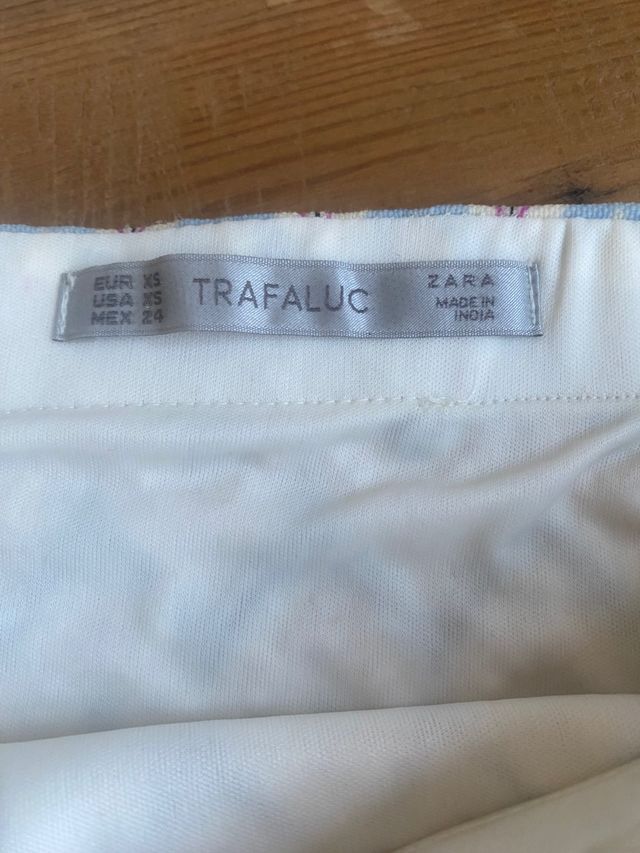 EUR XS
USA XS
MEX 24
TRAFALUC
ZARA
MADE IN
INDIA